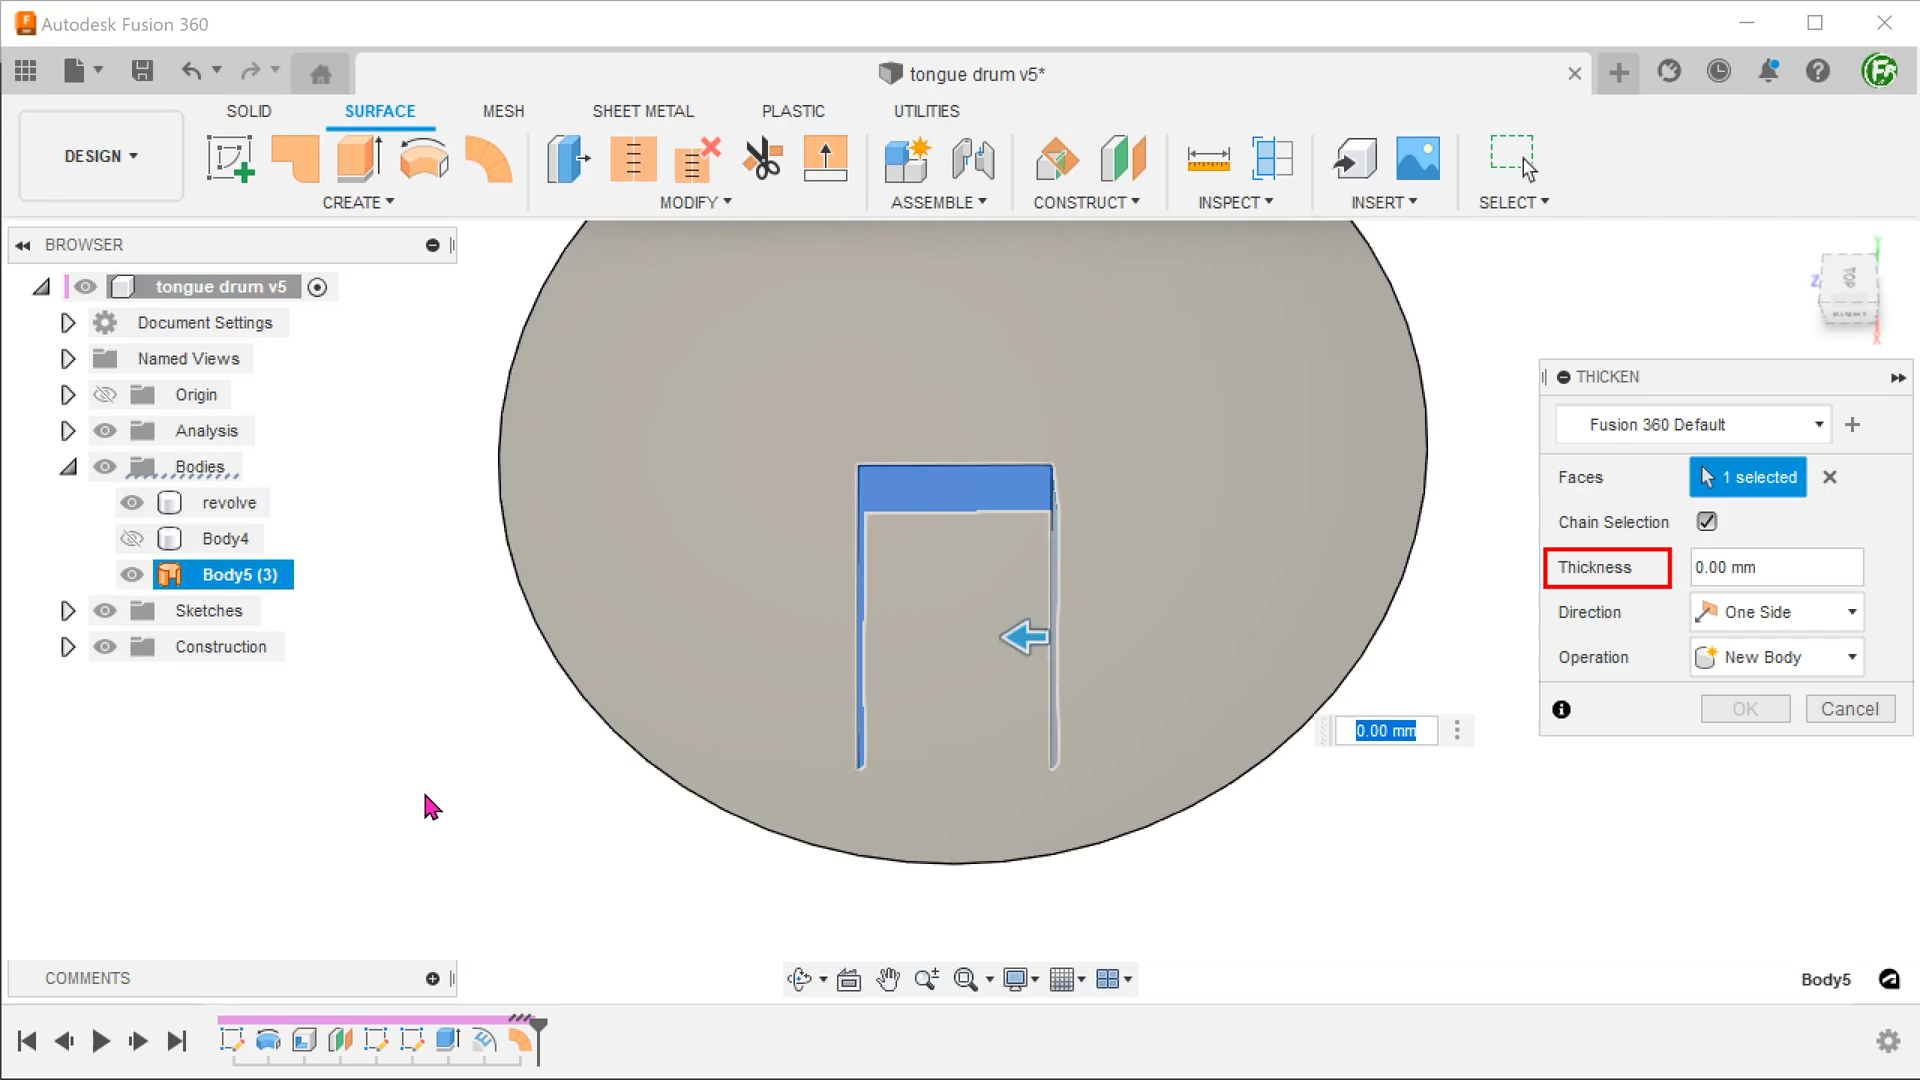 Autodesk Fusion 360
tongue drum v5*
SOLID SURFACE MESH SHEET METAL PLASTIC UTILITIES
DESIGN
CREATE MODIFY ASSEMBLE CONSTRUCT INSPECT INSERT SELECT
BROWSER
tongue drum v5
Document Settings
Named Views
Origin
Analysis
Bodies
revolve
Body4
Body5 (3)
Sketches
Construction
TOP
RIGHT
Z
X
THICKEN
Fusion 360 Default
Faces 1 selected
Chain Selection
Thickness 0.00 mm
Direction One Side
Operation New Body
OK Cancel
0.00 mm
COMMENTS
Body5